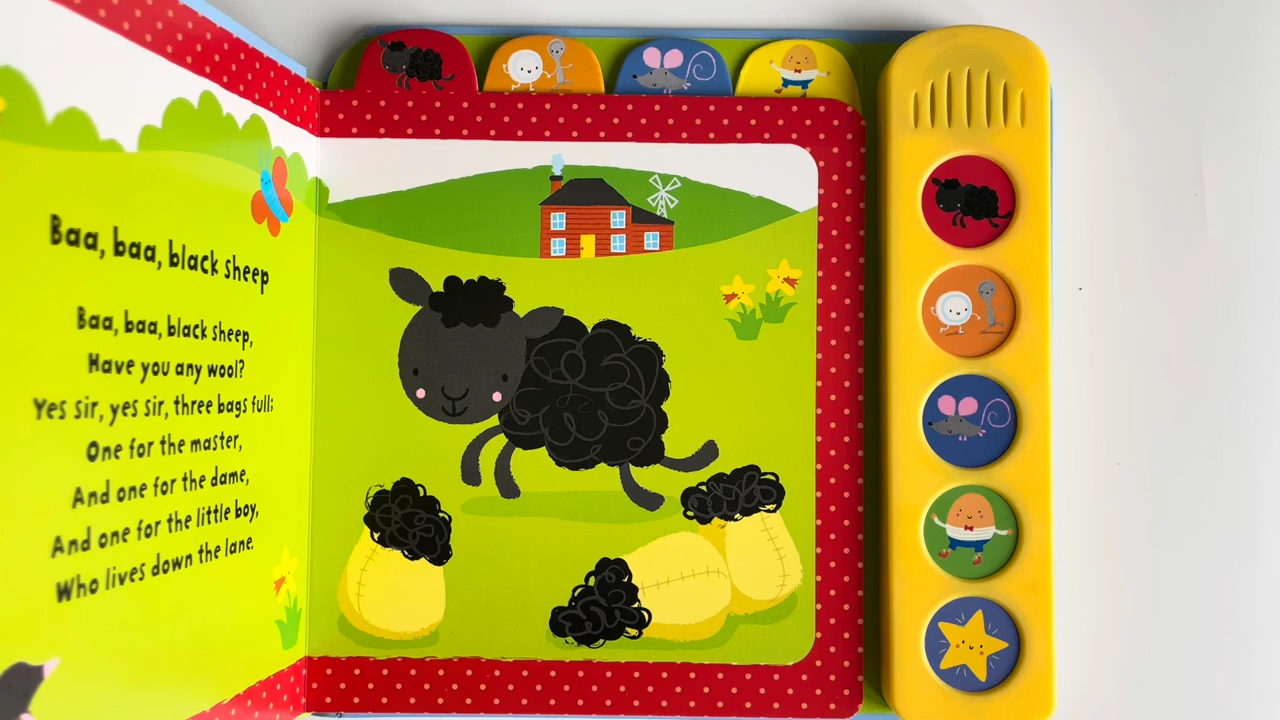 Baa, baa, black sheep
Baa, baa, black sheep,
Have you any wool?
Yes sir, yes sir, three bags full;
One for the master,
And one for the dame,
And one for the little boy,
Who lives down the lane.